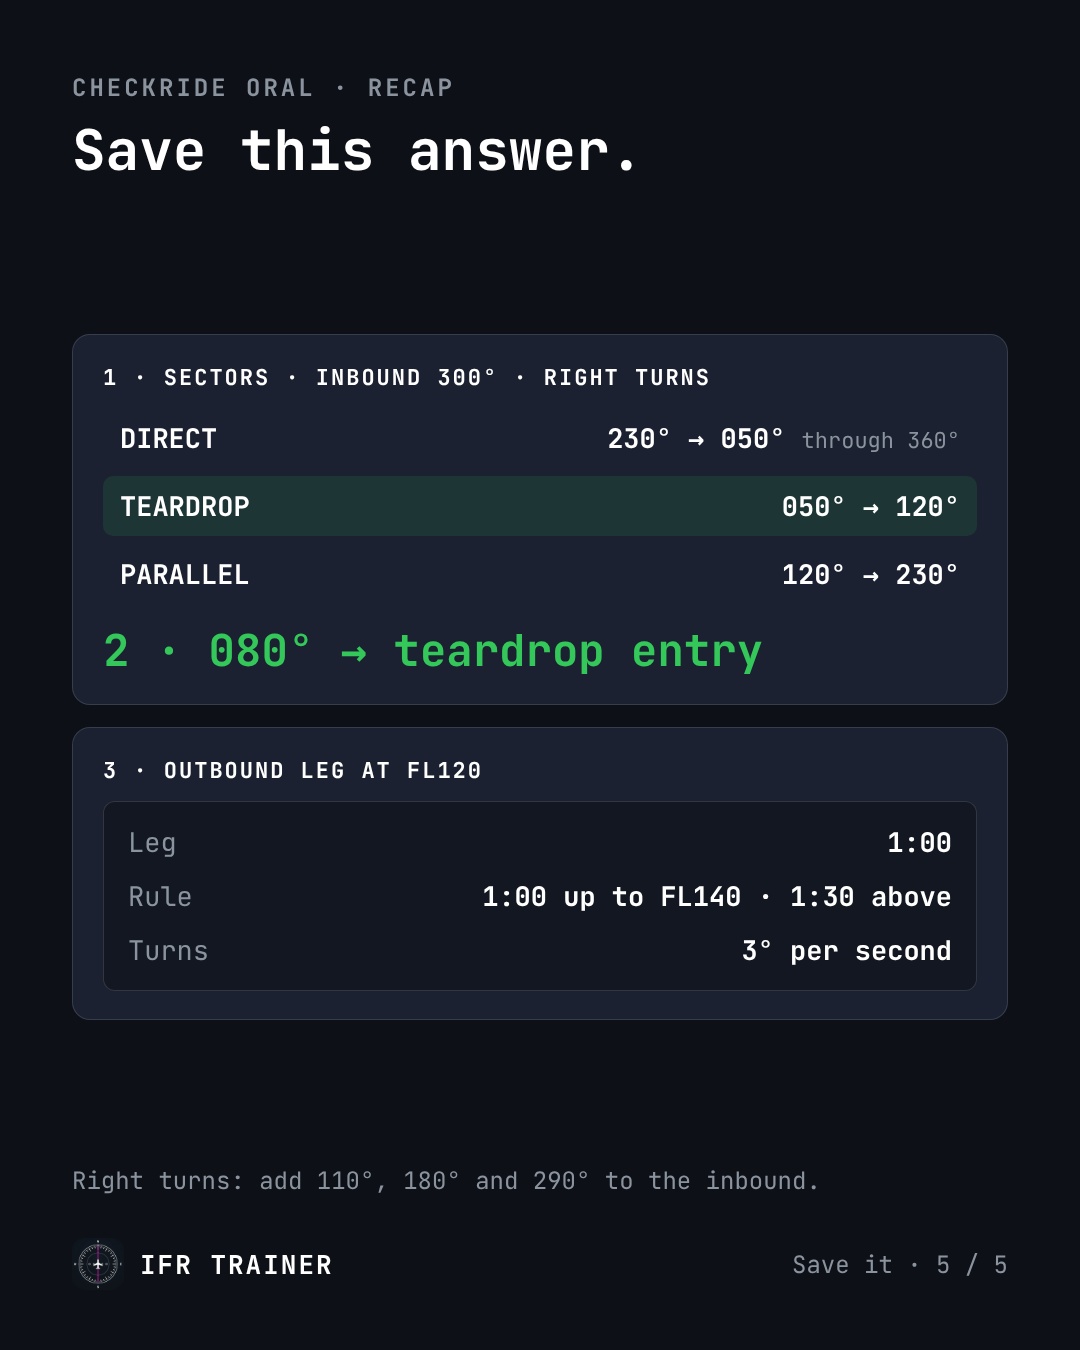 CHECKRIDE ORAL · RECAP
Save this answer.
1 · SECTORS · INBOUND 300° · RIGHT TURNS
DIRECT 230° → 050° through 360°
TEARDROP 050° → 120°
PARALLEL 120° → 230°
2 · 080° → teardrop entry
3 · OUTBOUND LEG AT FL120
Leg 1:00
Rule 1:00 up to FL140 · 1:30 above
Turns 3° per second
Right turns: add 110°, 180° and 290° to the inbound.
IFR TRAINER Save it · 5 / 5